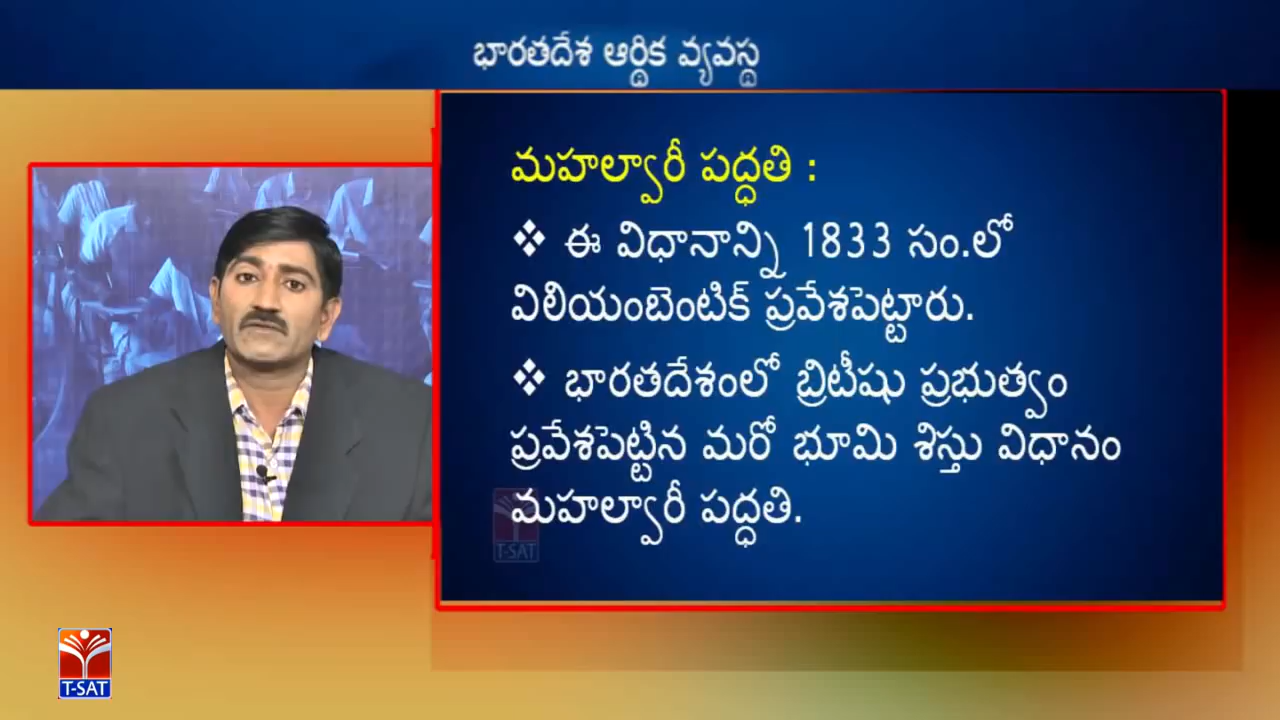 భారతదేశ ఆర్థిక వ్యవస్థ
మహల్వారీ పద్ధతి :
❖ ఈ విధానాన్ని 1833 సం.లో
విలియంబెంటిక్ ప్రవేశపెట్టారు.
❖ భారతదేశంలో బ్రిటీషు ప్రభుత్వం
ప్రవేశపెట్టిన మరో భూమి శిస్తు విధానం
మహల్వారీ పద్ధతి.
T-SAT
T-SAT